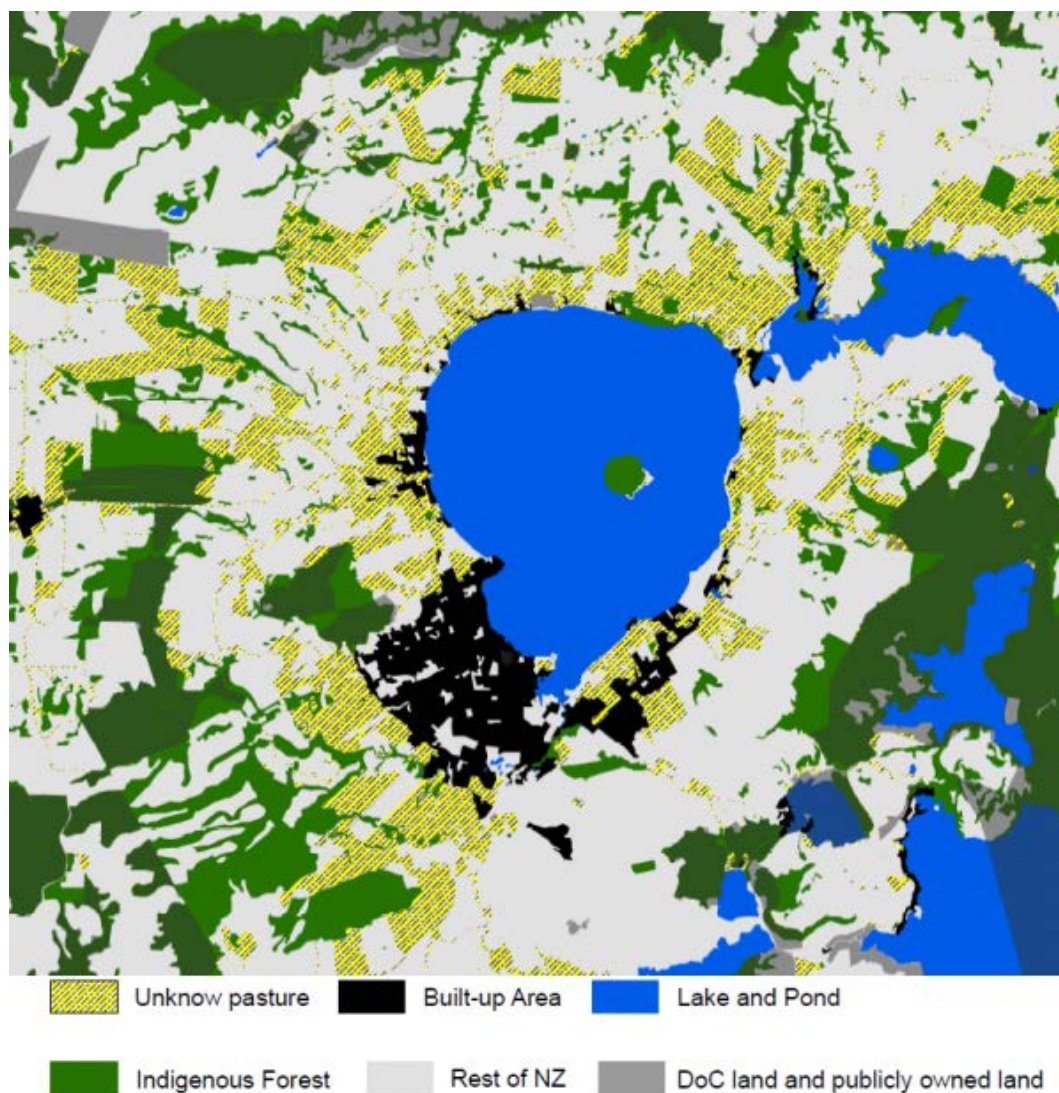 Unknow pasture Built-up Area Lake and Pond
Indigenous Forest Rest of NZ DoC land and publicly owned land